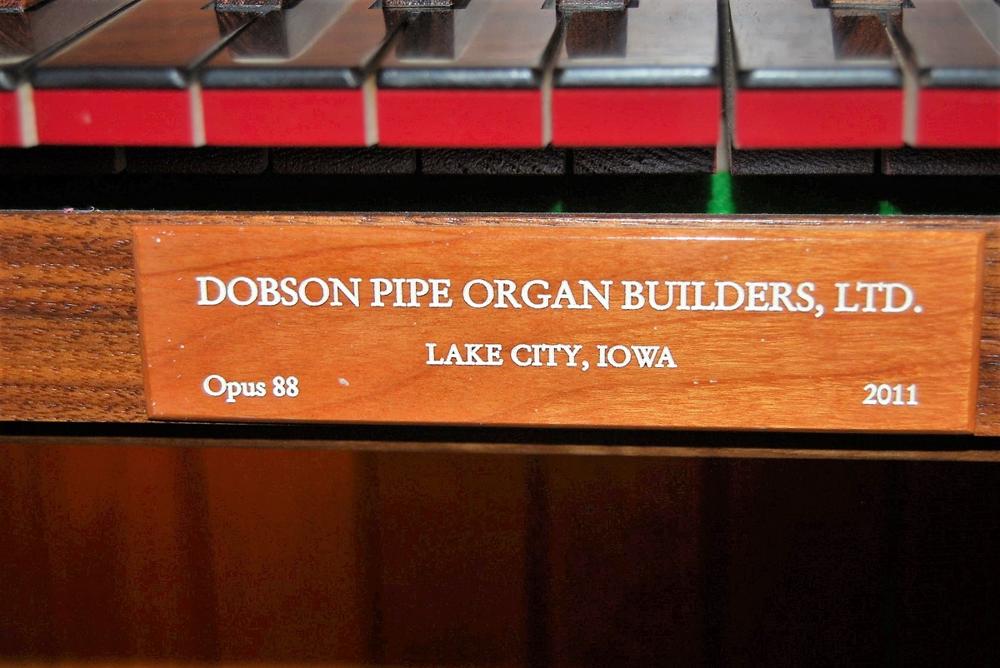 DOBSON PIPE ORGAN BUILDERS, LTD.
LAKE CITY, IOWA
Opus 88 2011